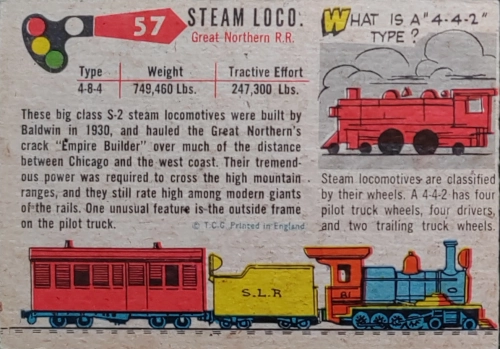 57
STEAM LOCO.
Great Northern R.R.
Type Weight Tractive Effort
4-8-4 749,460 Lbs. 247,300 Lbs.
These big class S-2 steam locomotives were built by
Baldwin in 1930, and hauled the Great Northern's
crack "Empire Builder" over much of the distance
between Chicago and the west coast. Their tremend-
ous power was required to cross the high mountain
ranges, and they still rate high among modern giants
of the rails. One unusual feature is the outside frame
on the pilot truck.
© T.C.C. Printed in England
WHAT IS A "4-4-2"
TYPE?
Steam locomotives are classified
by their wheels. A 4-4-2 has four
pilot truck wheels, four drivers,
and two trailing truck wheels.
S.L.R
81